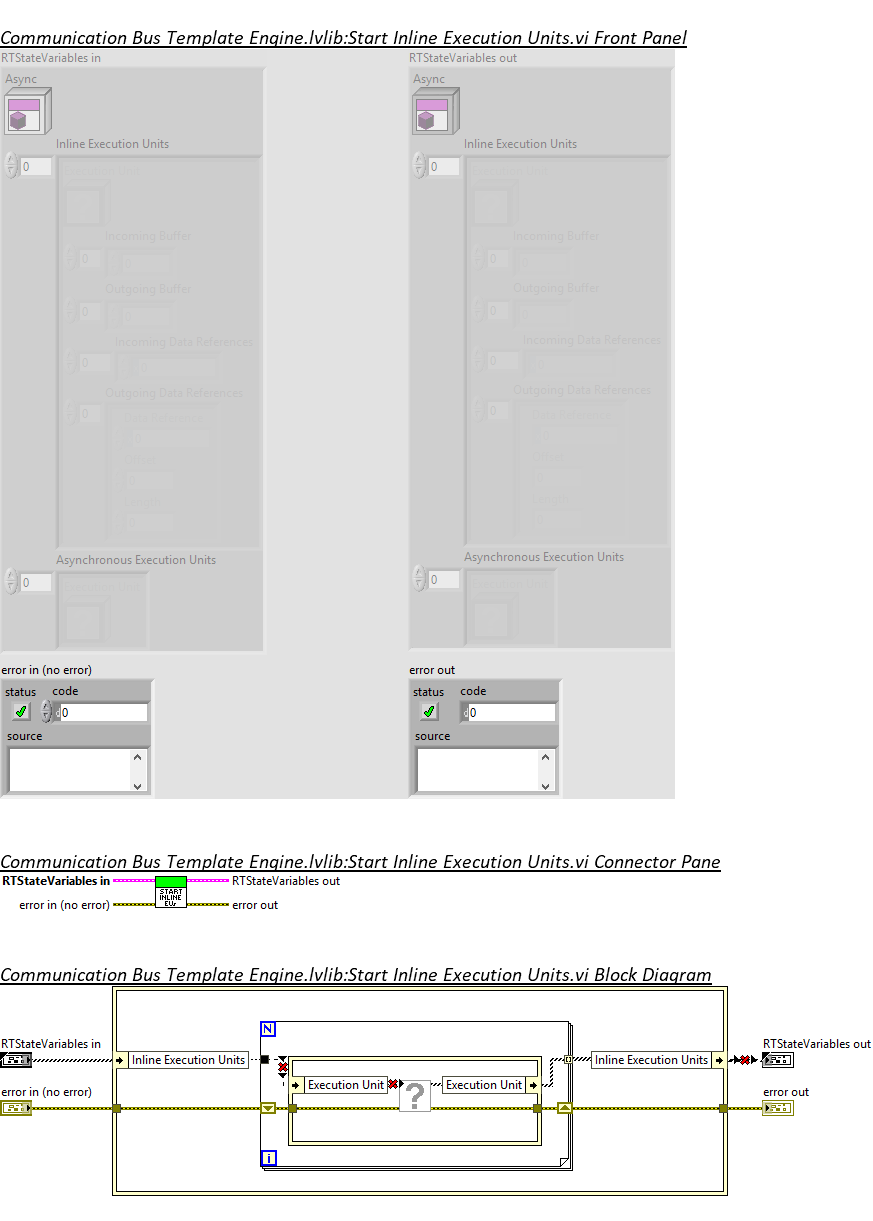 Communication Bus Template Engine.lvlib:Start Inline Execution Units.vi Front Panel
RTStateVariables in
RTStateVariables out
Async
Async
Inline Execution Units
Inline Execution Units
0
0
Incoming Buffer
Incoming Buffer
0
0
Outgoing Buffer
Outgoing Buffer
0
0
Incoming Data References
Incoming Data References
0
0
Outgoing Data References
Outgoing Data References
0
0
Asynchronous Execution Units
Asynchronous Execution Units
0
0
error in (no error)
error out
status code
status code
0
0
source
source
Communication Bus Template Engine.lvlib:Start Inline Execution Units.vi Connector Pane
RTStateVariables in
START
INLINE
EUs
RTStateVariables out
error in (no error)
error out
Communication Bus Template Engine.lvlib:Start Inline Execution Units.vi Block Diagram
N
RTStateVariables in
RTStateVariables out
Inline Execution Units
Inline Execution Units
Execution Unit
?
Execution Unit
error in (no error)
error out
i